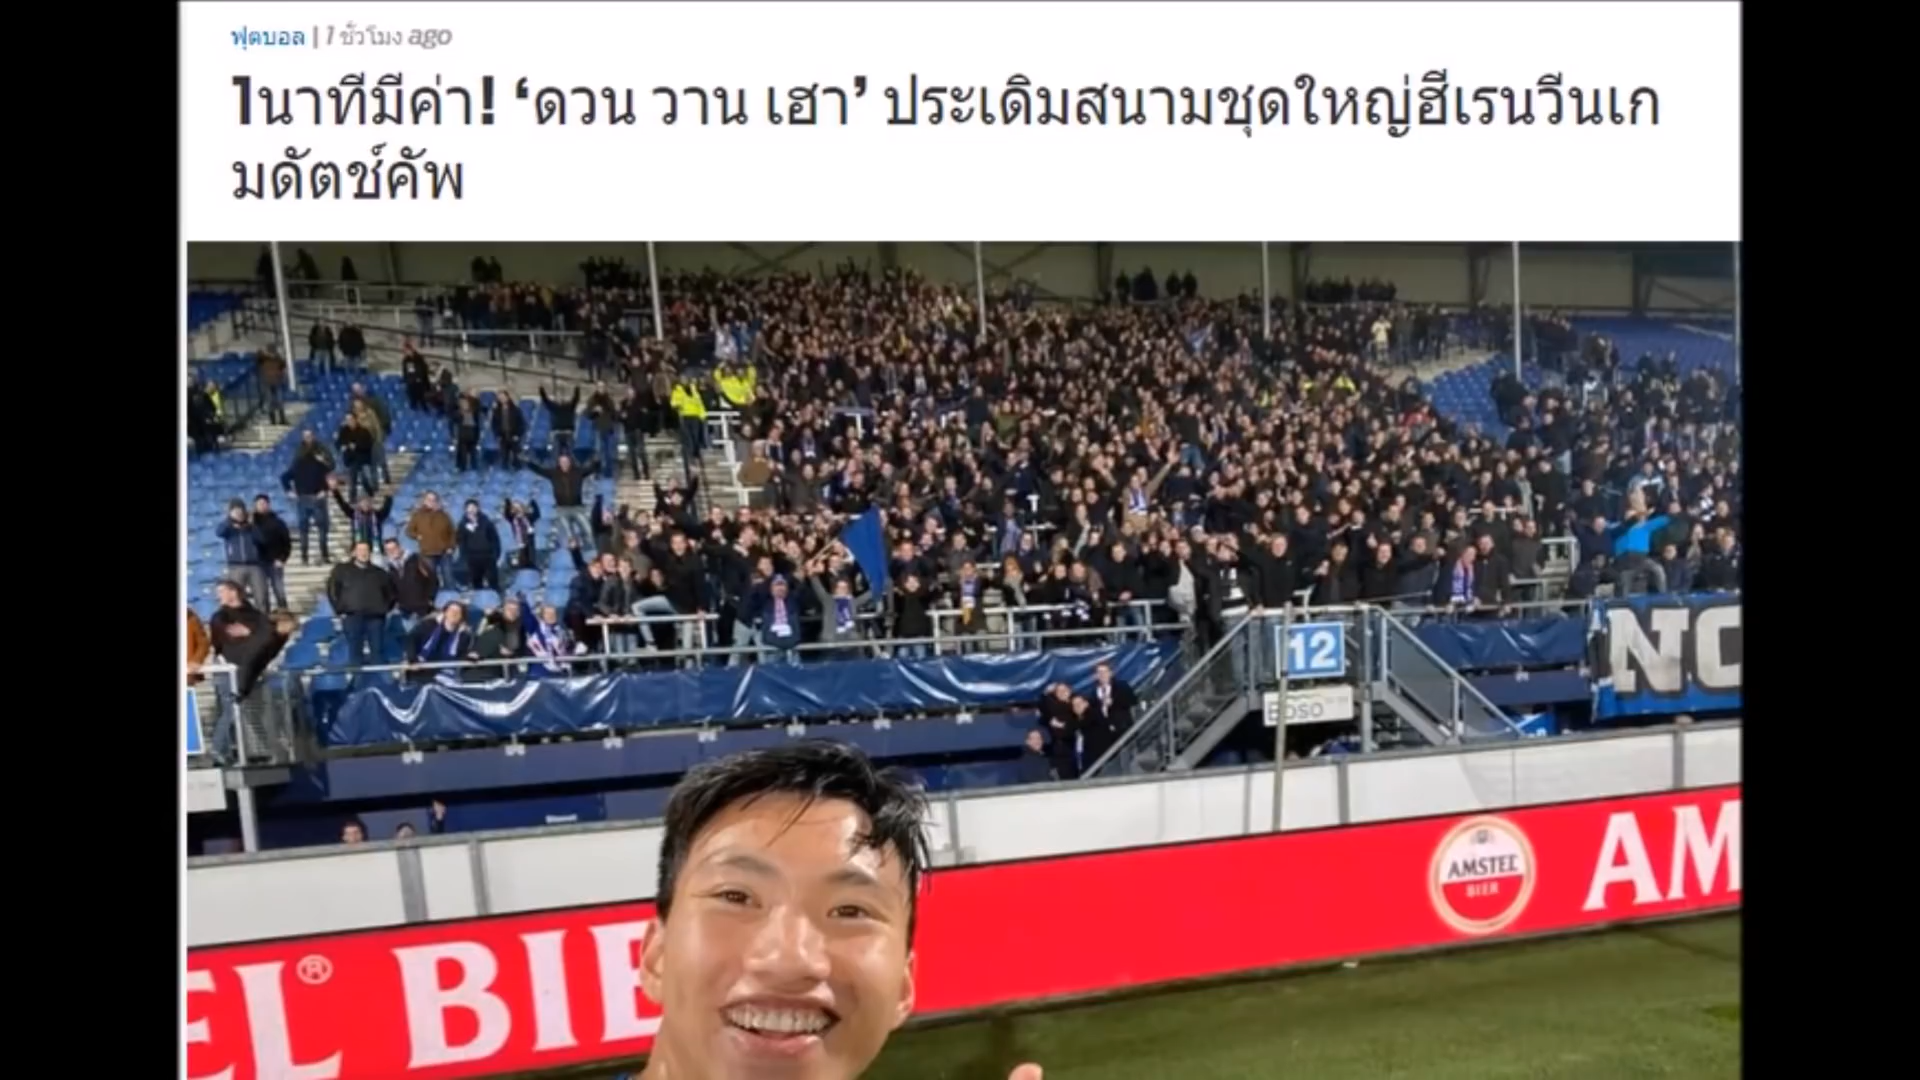 ฟุตบอล | 1 ชั่วโมง ago
1นาทีมีค่า! ‘ดวน วาน เฮา’ ประเดิมสนามชุดใหญ่ฮีเรนวีนเก
มดัตช์คัพ
12
NO
AMSTEL
BIER
AM
EL® BIE